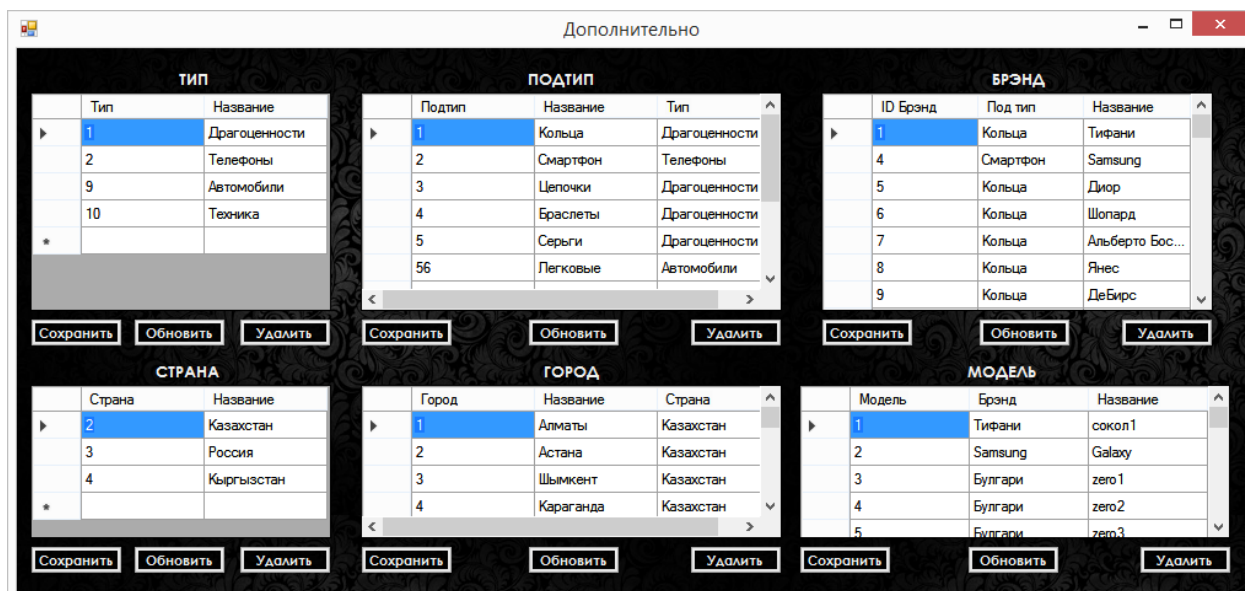 Дополнительно
ТИП
Тип Название
1 Драгоценности
2 Телефоны
9 Автомобили
10 Техника
*
Сохранить Обновить Удалить
ПОДТИП
Подтип Название Тип
1 Кольца Драгоценности
2 Смартфон Телефоны
3 Цепочки Драгоценности
4 Браслеты Драгоценности
5 Серьги Драгоценности
56 Легковые Автомобили
Сохранить Обновить Удалить
БРЭНД
ID Брэнд Под тип Название
1 Кольца Тифани
4 Смартфон Samsung
5 Кольца Диор
6 Кольца Шопард
7 Кольца Альберто Бос...
8 Кольца Янес
9 Кольца ДеБирс
Сохранить Обновить Удалить
СТРАНА
Страна Название
2 Казахстан
3 Россия
4 Кыргызстан
*
Сохранить Обновить Удалить
ГОРОД
Город Название Страна
1 Алматы Казахстан
2 Астана Казахстан
3 Шымкент Казахстан
4 Караганда Казахстан
Сохранить Обновить Удалить
МОДЕЛЬ
Модель Брэнд Название
1 Тифани сокол1
2 Samsung Galaxy
3 Булгари zero1
4 Булгари zero2
5 Булгари zero3
Сохранить Обновить Удалить